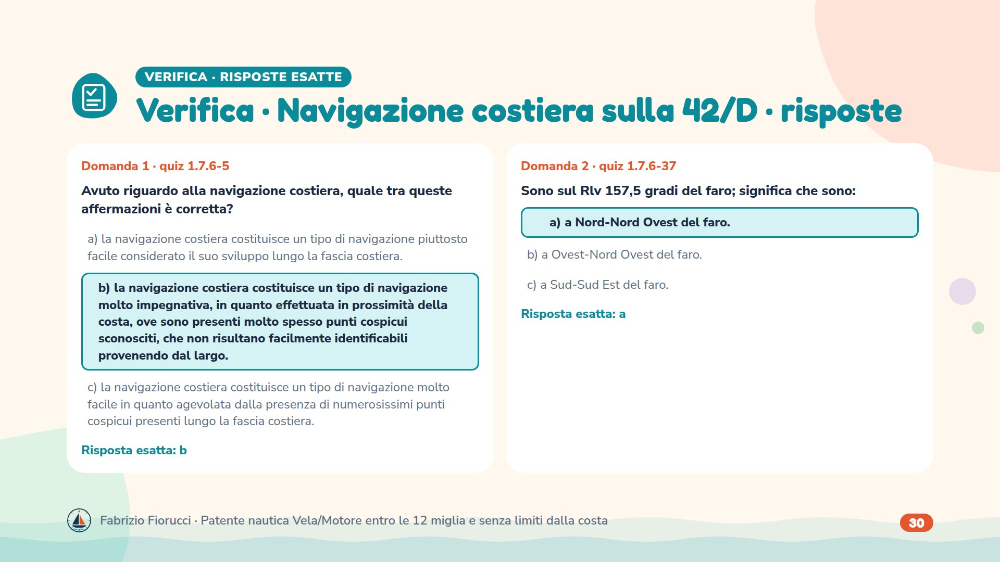 VERIFICA · RISPOSTE ESATTE
Verifica · Navigazione costiera sulla 42/D · risposte
Domanda 1 · quiz 1.7.6-5
Avuto riguardo alla navigazione costiera, quale tra queste
affermazioni è corretta?
a) la navigazione costiera costituisce un tipo di navigazione piuttosto
facile considerato il suo sviluppo lungo la fascia costiera.
b) la navigazione costiera costituisce un tipo di navigazione
molto impegnativa, in quanto effettuata in prossimità della
costa, ove sono presenti molto spesso punti cospicui
sconosciti, che non risultano facilmente identificabili
provenendo dal largo.
c) la navigazione costiera costituisce un tipo di navigazione molto
facile in quanto agevolata dalla presenza di numerosissimi punti
cospicui presenti lungo la fascia costiera.
Risposta esatta: b
Domanda 2 · quiz 1.7.6-37
Sono sul Rlv 157,5 gradi del faro; significa che sono:
a) a Nord-Nord Ovest del faro.
b) a Ovest-Nord Ovest del faro.
c) a Sud-Sud Est del faro.
Risposta esatta: a
Fabrizio Fiorucci · Patente nautica Vela/Motore entro le 12 miglia e senza limiti dalla costa
30